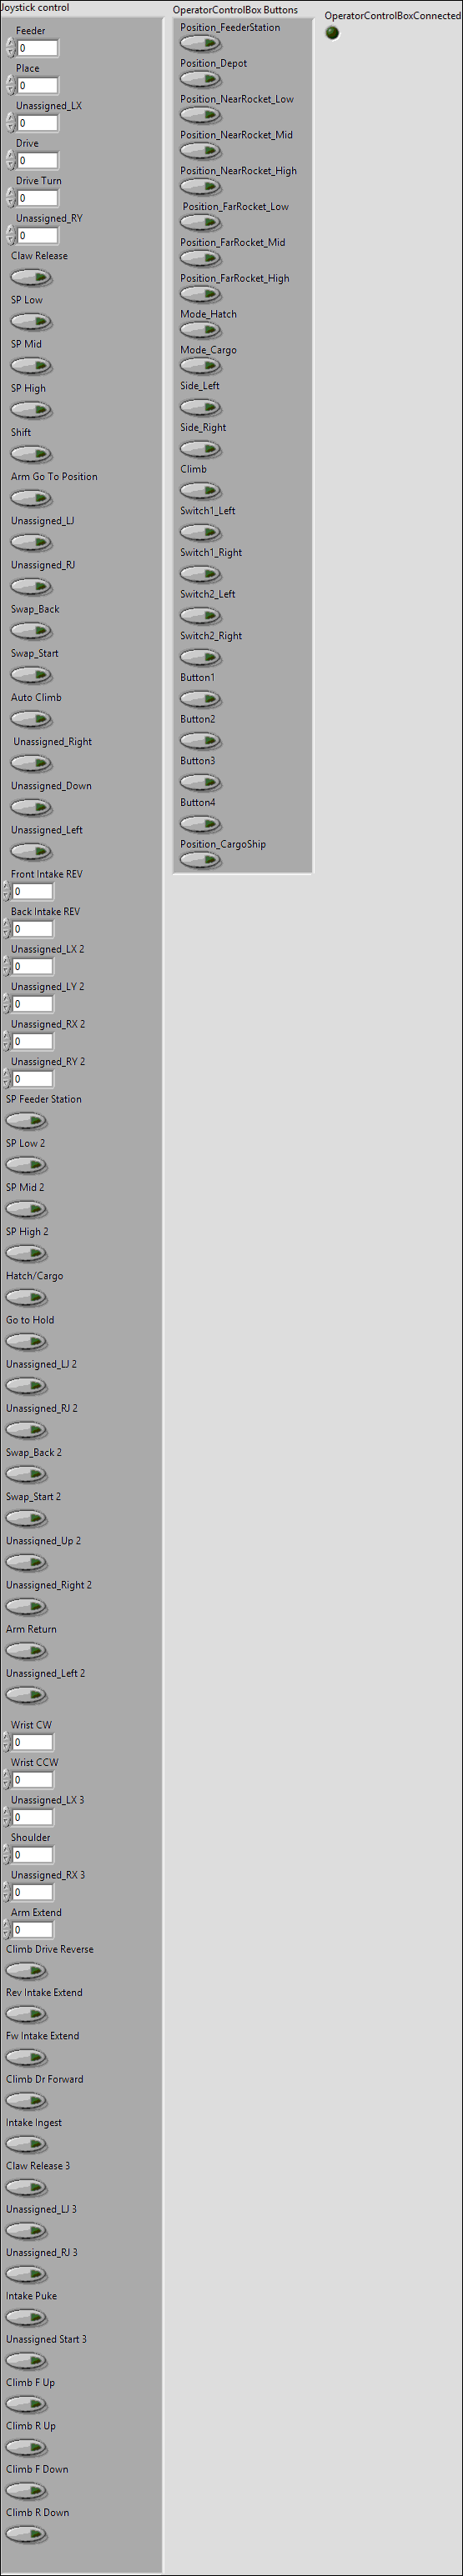 Joystick control
Feeder
0
Place
0
Unassigned_LX
0
Drive
0
Drive Turn
0
Unassigned_RY
0
Claw Release
SP Low
SP Mid
SP High
Shift
Arm Go To Position
Unassigned_LJ
Unassigned_RJ
Swap_Back
Swap_Start
Auto Climb
Unassigned_Right
Unassigned_Down
Unassigned_Left
Front Intake REV
0
Back Intake REV
0
Unassigned_LX 2
0
Unassigned_LY 2
0
Unassigned_RX 2
0
Unassigned_RY 2
0
SP Feeder Station
SP Low 2
SP Mid 2
SP High 2
Hatch/Cargo
Go to Hold
Unassigned_LJ 2
Unassigned_RJ 2
Swap_Back 2
Swap_Start 2
Unassigned_Up 2
Unassigned_Right 2
Arm Return
Unassigned_Left 2
Wrist CW
0
Wrist CCW
0
Unassigned_LX 3
0
Shoulder
0
Unassigned_RX 3
0
Arm Extend
0
Climb Drive Reverse
Rev Intake Extend
Fw Intake Extend
Climb Dr Forward
Intake Ingest
Claw Release 3
Unassigned_LJ 3
Unassigned_RJ 3
Intake Puke
Unassigned Start 3
Climb F Up
Climb R Up
Climb F Down
Climb R Down
OperatorControlBox Buttons
Position_FeederStation
Position_Depot
Position_NearRocket_Low
Position_NearRocket_Mid
Position_NearRocket_High
Position_FarRocket_Low
Position_FarRocket_Mid
Position_FarRocket_High
Mode_Hatch
Mode_Cargo
Side_Left
Side_Right
Climb
Switch1_Left
Switch1_Right
Switch2_Left
Switch2_Right
Button1
Button2
Button3
Button4
Position_CargoShip
OperatorControlBoxConnected